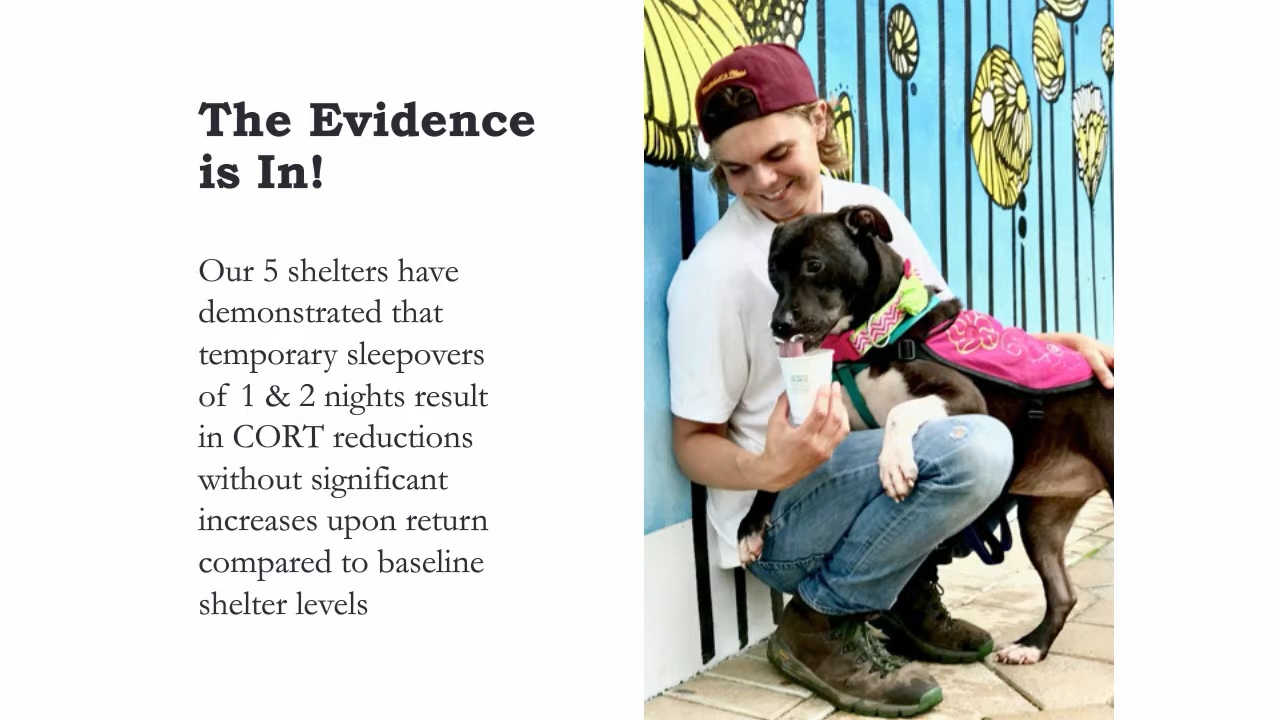 The Evidence
is In!
Our 5 shelters have
demonstrated that
temporary sleepovers
of 1 & 2 nights result
in CORT reductions
without significant
increases upon return
compared to baseline
shelter levels